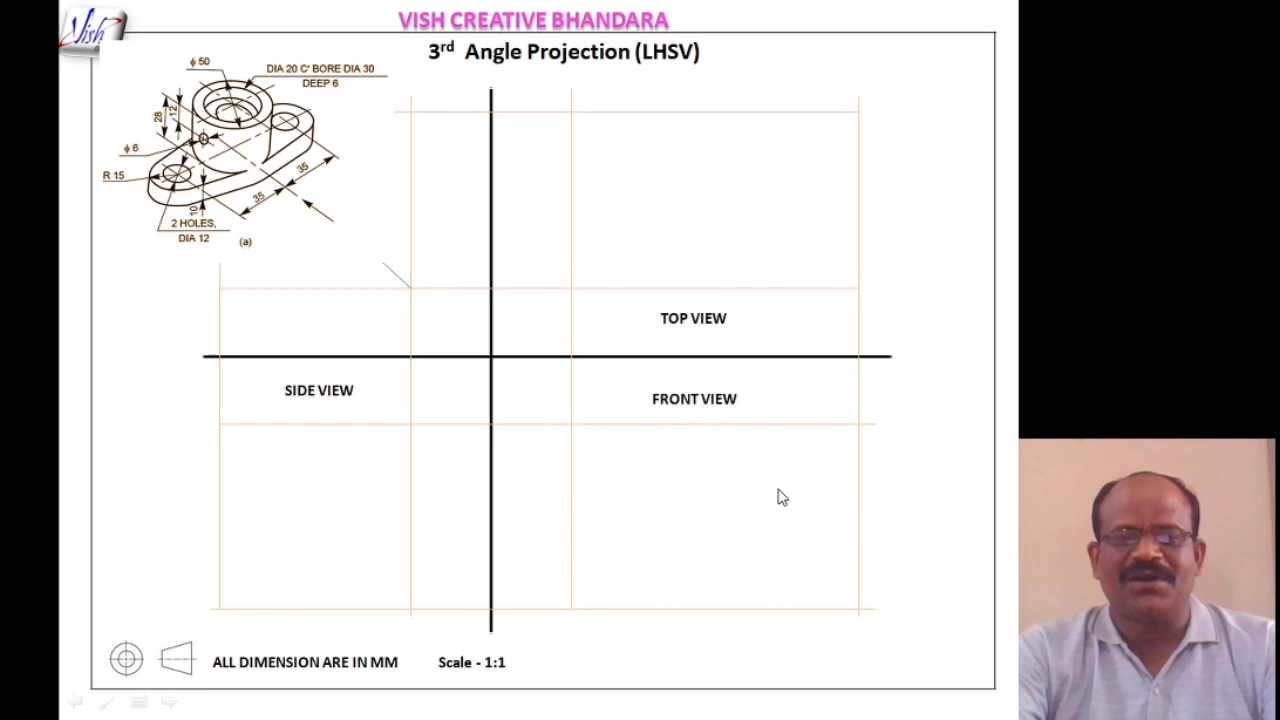 VISH CREATIVE BHANDARA
Vish
3rd Angle Projection (LHSV)
ϕ 50
DIA 20 C' BORE DIA 30
DEEP 6
28
12
ϕ 6
R 15
35
35
10
2 HOLES,
DIA 12
(a)
TOP VIEW
SIDE VIEW
FRONT VIEW
ALL DIMENSION ARE IN MM
Scale - 1:1